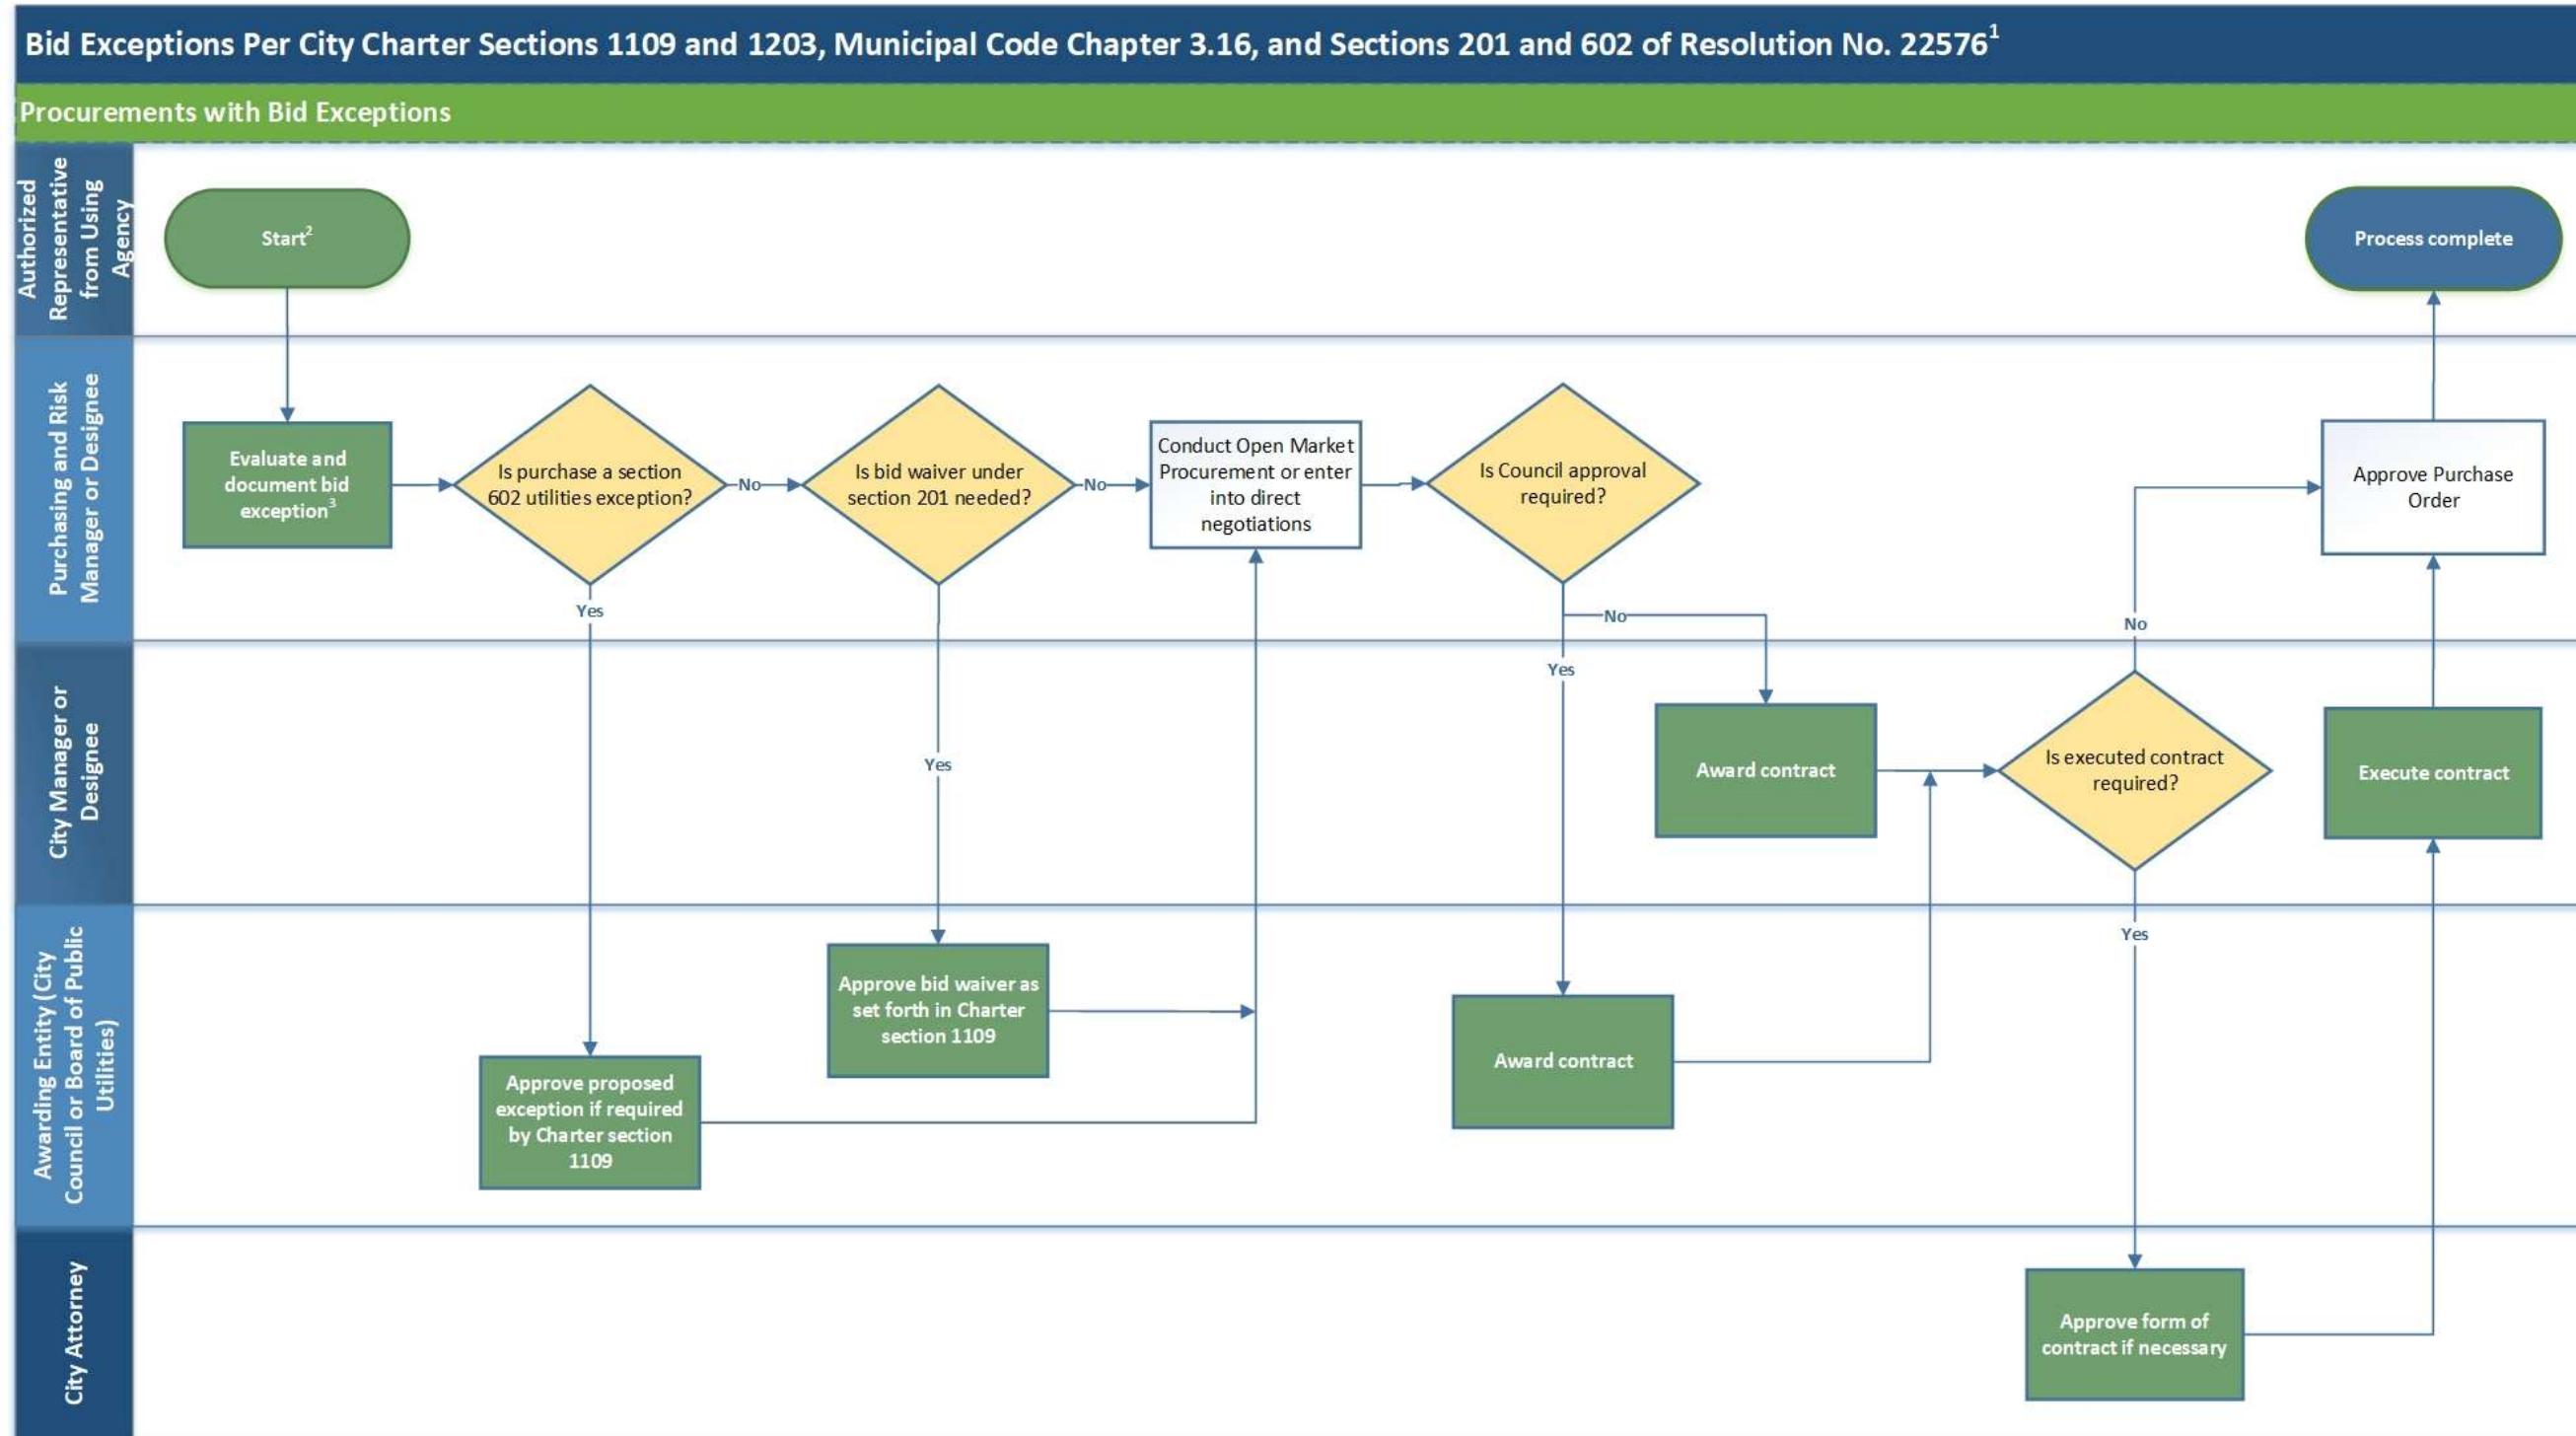 Bid Exceptions Per City Charter Sections 1109 and 1203, Municipal Code Chapter 3.16, and Sections 201 and 602 of Resolution No. 22576¹
Procurements with Bid Exceptions
Authorized
Representative
from Using
Agency
Start²
Process complete
Purchasing and Risk
Manager or Designee
Evaluate and
document bid
exception³
Is purchase a section
602 utilities exception?
No
Is bid waiver under
section 201 needed?
No
Conduct Open Market
Procurement or enter
into direct
negotiations
Is Council approval
required?
Approve Purchase
Order
Yes
No
No
City Manager or
Designee
Yes
Yes
Award contract
Is executed contract
required?
Execute contract
Awarding Entity (City
Council or Board of Public
Utilities)
Yes
Approve bid waiver as
set forth in Charter
section 1109
Approve proposed
exception if required
by Charter section
1109
Award contract
City Attorney
Approve form of
contract if necessary